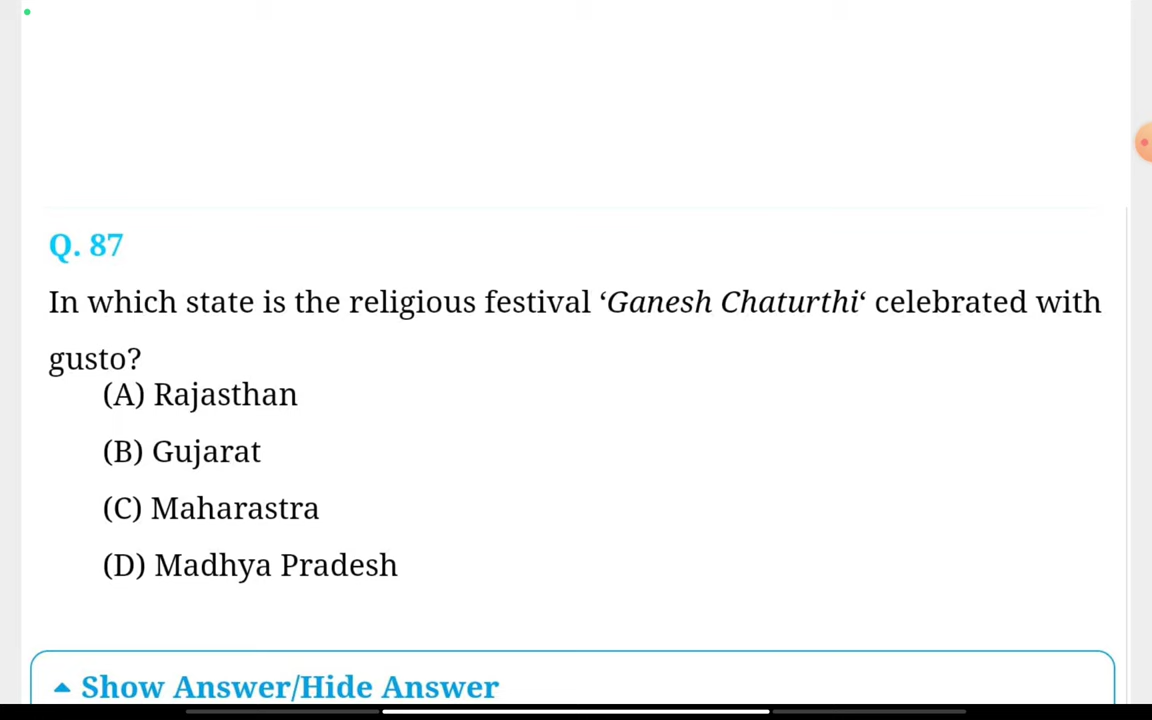 Q. 87
In which state is the religious festival ‘Ganesh Chaturthi‘ celebrated with
gusto?
(A) Rajasthan
(B) Gujarat
(C) Maharastra
(D) Madhya Pradesh
Show Answer/Hide Answer